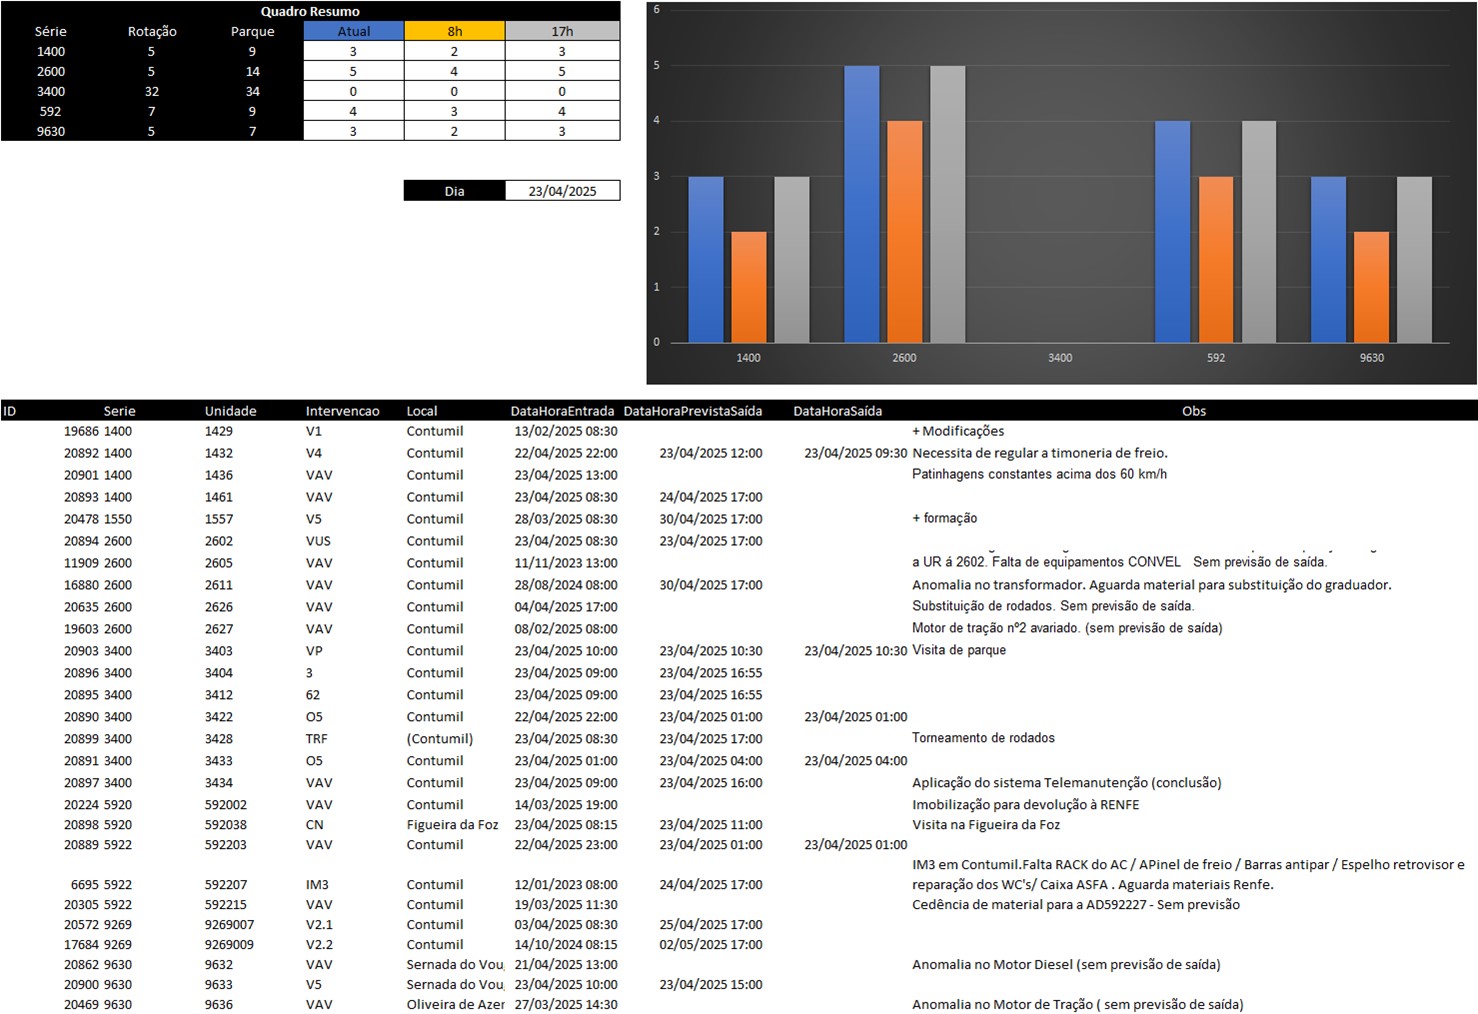 Quadro Resumo
Série Rotação Parque Atual 8h 17h
1400 5 9 3 2 3
2600 5 14 5 4 5
3400 32 34 0 0 0
592 7 9 4 3 4
9630 5 7 3 2 3
Dia 23/04/2025
6
5
4
3
2
1
0
1400 2600 3400 592 9630
ID Serie Unidade Intervencao Local DataHoraEntrada DataHoraPrevistaSaída DataHoraSaída Obs
19686 1400 1429 V1 Contumil 13/02/2025 08:30 + Modificações
20892 1400 1432 V4 Contumil 22/04/2025 22:00 23/04/2025 12:00 23/04/2025 09:30 Necessita de regular a timoneria de freio.
20901 1400 1436 VAV Contumil 23/04/2025 13:00 Patinhagens constantes acima dos 60 km/h
20893 1400 1461 VAV Contumil 23/04/2025 08:30 24/04/2025 17:00
20478 1550 1557 V5 Contumil 28/03/2025 08:30 30/04/2025 17:00 + formação
20894 2600 2602 VUS Contumil 23/04/2025 08:30 23/04/2025 17:00
11909 2600 2605 VAV Contumil 11/11/2023 13:00 a UR á 2602. Falta de equipamentos CONVEL Sem previsão de saída.
16880 2600 2611 VAV Contumil 28/08/2024 08:00 30/04/2025 17:00 Anomalia no transformador. Aguarda material para substituição do graduador.
20635 2600 2626 VAV Contumil 04/04/2025 17:00 Substituição de rodados. Sem previsão de saída.
19603 2600 2627 VAV Contumil 08/02/2025 08:00 Motor de tração nº2 avariado. (sem previsão de saída)
20903 3400 3403 VP Contumil 23/04/2025 10:00 23/04/2025 10:30 23/04/2025 10:30 Visita de parque
20896 3400 3404 3 Contumil 23/04/2025 09:00 23/04/2025 16:55
20895 3400 3412 62 Contumil 23/04/2025 09:00 23/04/2025 16:55
20890 3400 3422 O5 Contumil 22/04/2025 22:00 23/04/2025 01:00 23/04/2025 01:00
20899 3400 3428 TRF (Contumil) 23/04/2025 08:30 23/04/2025 17:00 Torneamento de rodados
20891 3400 3433 O5 Contumil 23/04/2025 01:00 23/04/2025 04:00 23/04/2025 04:00
20897 3400 3434 VAV Contumil 23/04/2025 09:00 23/04/2025 16:00 Aplicação do sistema Telemanutenção (conclusão)
20224 5920 592002 VAV Contumil 14/03/2025 19:00 Imobilização para devolução à RENFE
20898 5920 592038 CN Figueira da Foz 23/04/2025 08:15 23/04/2025 11:00 Visita na Figueira da Foz
20889 5922 592203 VAV Contumil 22/04/2025 23:00 23/04/2025 01:00 23/04/2025 01:00
IM3 em Contumil.Falta RACK do AC / APinel de freio / Barras antipar / Espelho retrovisor e
6695 5922 592207 IM3 Contumil 12/01/2023 08:00 24/04/2025 17:00 reparação dos WC's/ Caixa ASFA . Aguarda materiais Renfe.
20305 5922 592215 VAV Contumil 19/03/2025 11:30 Cedência de material para a AD592227 - Sem previsão
20572 9269 9269007 V2.1 Contumil 03/04/2025 08:30 25/04/2025 17:00
17684 9269 9269009 V2.2 Contumil 14/10/2024 08:15 02/05/2025 17:00
20862 9630 9632 VAV Sernada do Vou 21/04/2025 13:00 Anomalia no Motor Diesel (sem previsão de saída)
20900 9630 9633 V5 Sernada do Vou 23/04/2025 10:00 23/04/2025 15:00
20469 9630 9636 VAV Oliveira de Azer 27/03/2025 14:30 Anomalia no Motor de Tração ( sem previsão de saída)